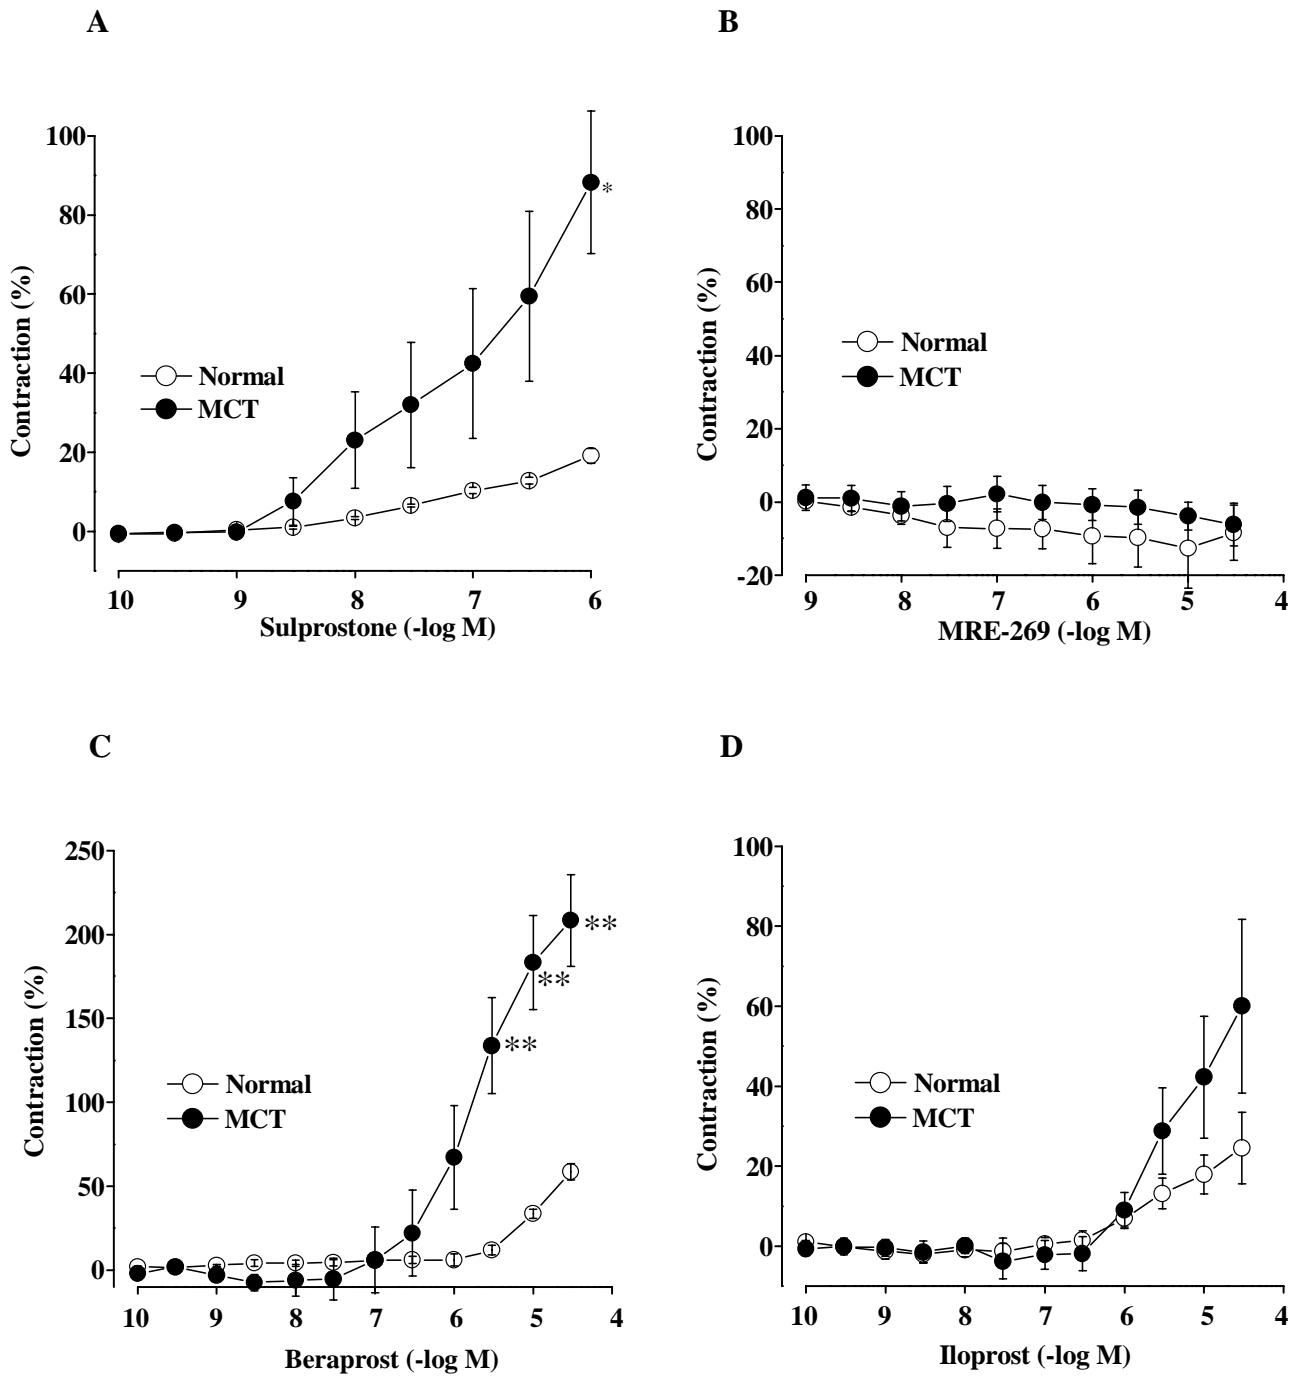 A
100
80
60
40
20
0
Contraction (%)
Normal
MCT
*
10 9 8 7 6
Sulprostone (-log M)
B
100
80
60
40
20
0
-20
Contraction (%)
Normal
MCT
9 8 7 6 5 4
MRE-269 (-log M)
C
250
200
150
100
50
0
Contraction (%)
Normal
MCT
**
**
**
10 9 8 7 6 5 4
Beraprost (-log M)
D
100
80
60
40
20
0
Contraction (%)
Normal
MCT
10 9 8 7 6 5 4
Iloprost (-log M)